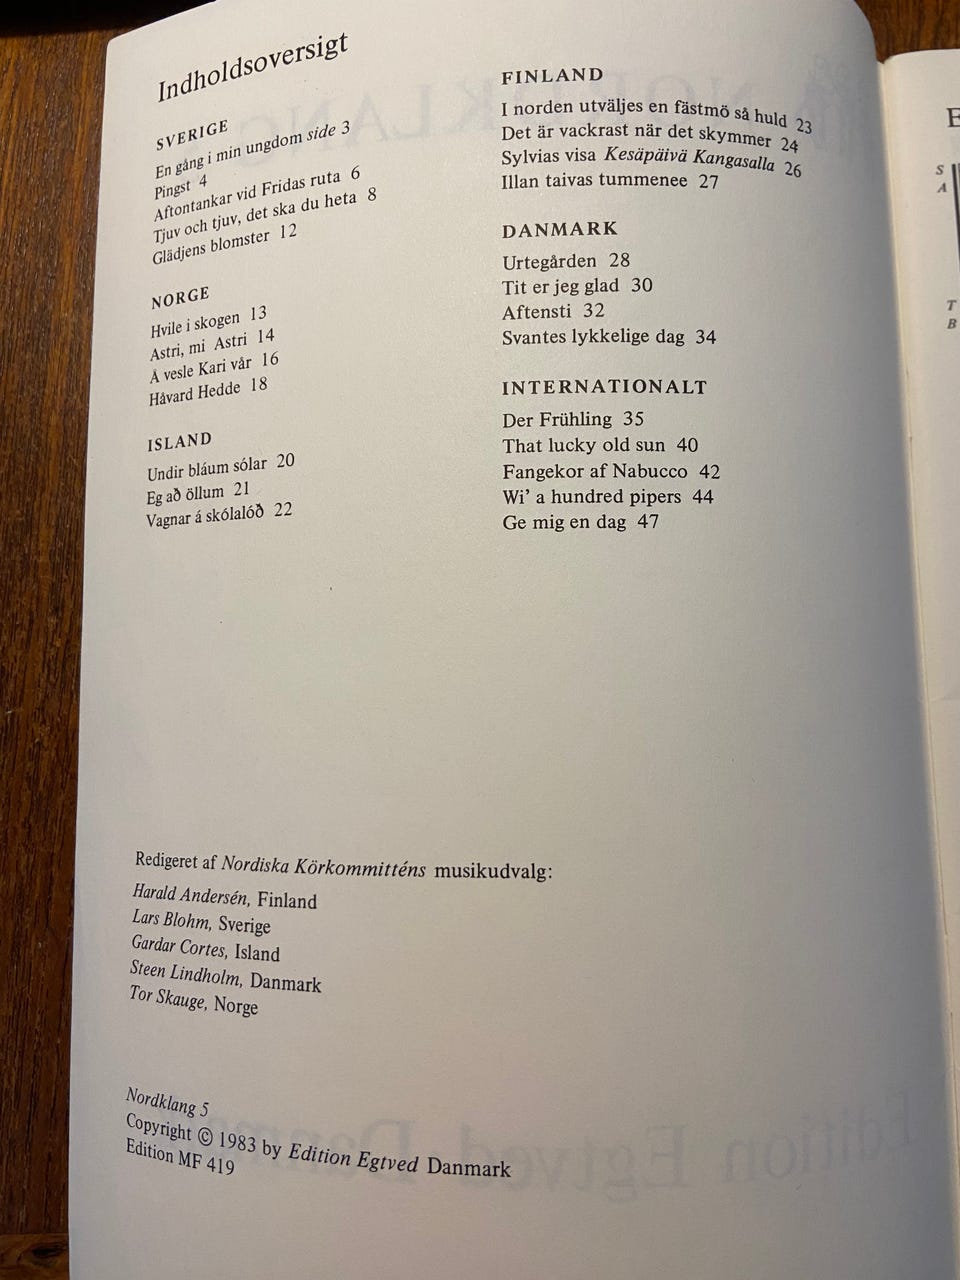 Indholdsoversigt
SVERIGE
En gång i min ungdom side 3
Pingst 4
Aftontankar vid Fridas ruta 6
Tjuv och tjuv, det ska du heta 8
Glädjens blomster 12
NORGE
Hvile i skogen 13
Astri, mi Astri 14
Å vesle Kari vår 16
Håvard Hedde 18
ISLAND
Undir bláum sólar 20
Eg að öllum 21
Vagnar á skólalóð 22
FINLAND
I norden utväljes en fästmö så huld 23
Det är vackrast när det skymmer 24
Sylvias visa Kesäpäivä Kangasalla 26
Illan taivas tummenee 27
DANMARK
Urtegården 28
Tit er jeg glad 30
Aftensti 32
Svantes lykkelige dag 34
INTERNATIONALT
Der Frühling 35
That lucky old sun 40
Fangekor af Nabucco 42
Wi' a hundred pipers 44
Ge mig en dag 47
Redigeret af Nordiska Körkommitténs musikudvalg:
Harald Andersén, Finland
Lars Blohm, Sverige
Gardar Cortes, Island
Steen Lindholm, Danmark
Tor Skauge, Norge
Nordklang 5
Copyright © 1983 by Edition Egtved Danmark
Edition MF 419
E
S
A
T
B